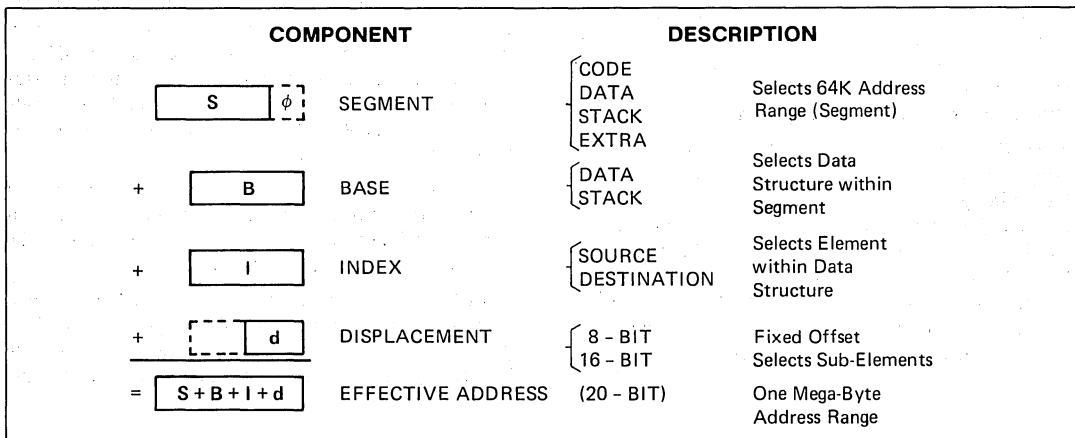 COMPONENT DESCRIPTION
S φ SEGMENT CODE DATA STACK EXTRA Selects 64K Address Range (Segment)
+ B BASE DATA STACK Selects Data Structure within Segment
+ I INDEX SOURCE DESTINATION Selects Element within Data Structure
+ d DISPLACEMENT 8 – BIT 16 – BIT Fixed Offset Selects Sub-Elements
= S + B + I + d EFFECTIVE ADDRESS (20 – BIT) One Mega-Byte Address Range